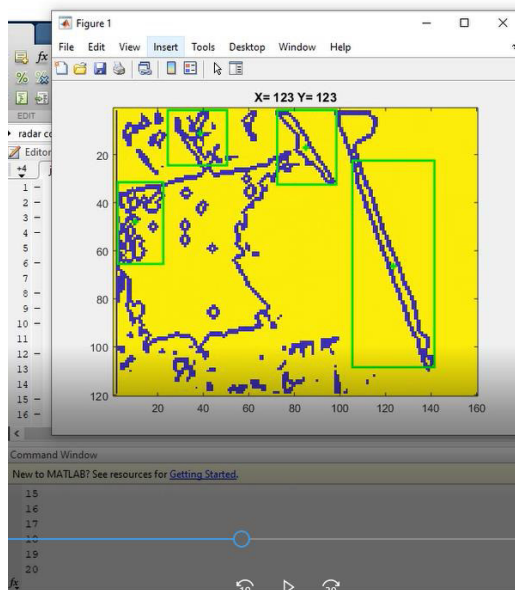 Figure 1
File Edit View Insert Tools Desktop Window Help
fx
%
EDIT
radar
Editor
+4
X= 123 Y= 123
20
40
60
80
100
120
20 40 60 80 100 120 140 160
1
2
3
4
5
6
7
8
9
10
11
12
13
14
15
16
Command Window
New to MATLAB? See resources for Getting Started.
15
16
17
18
19
20
fx